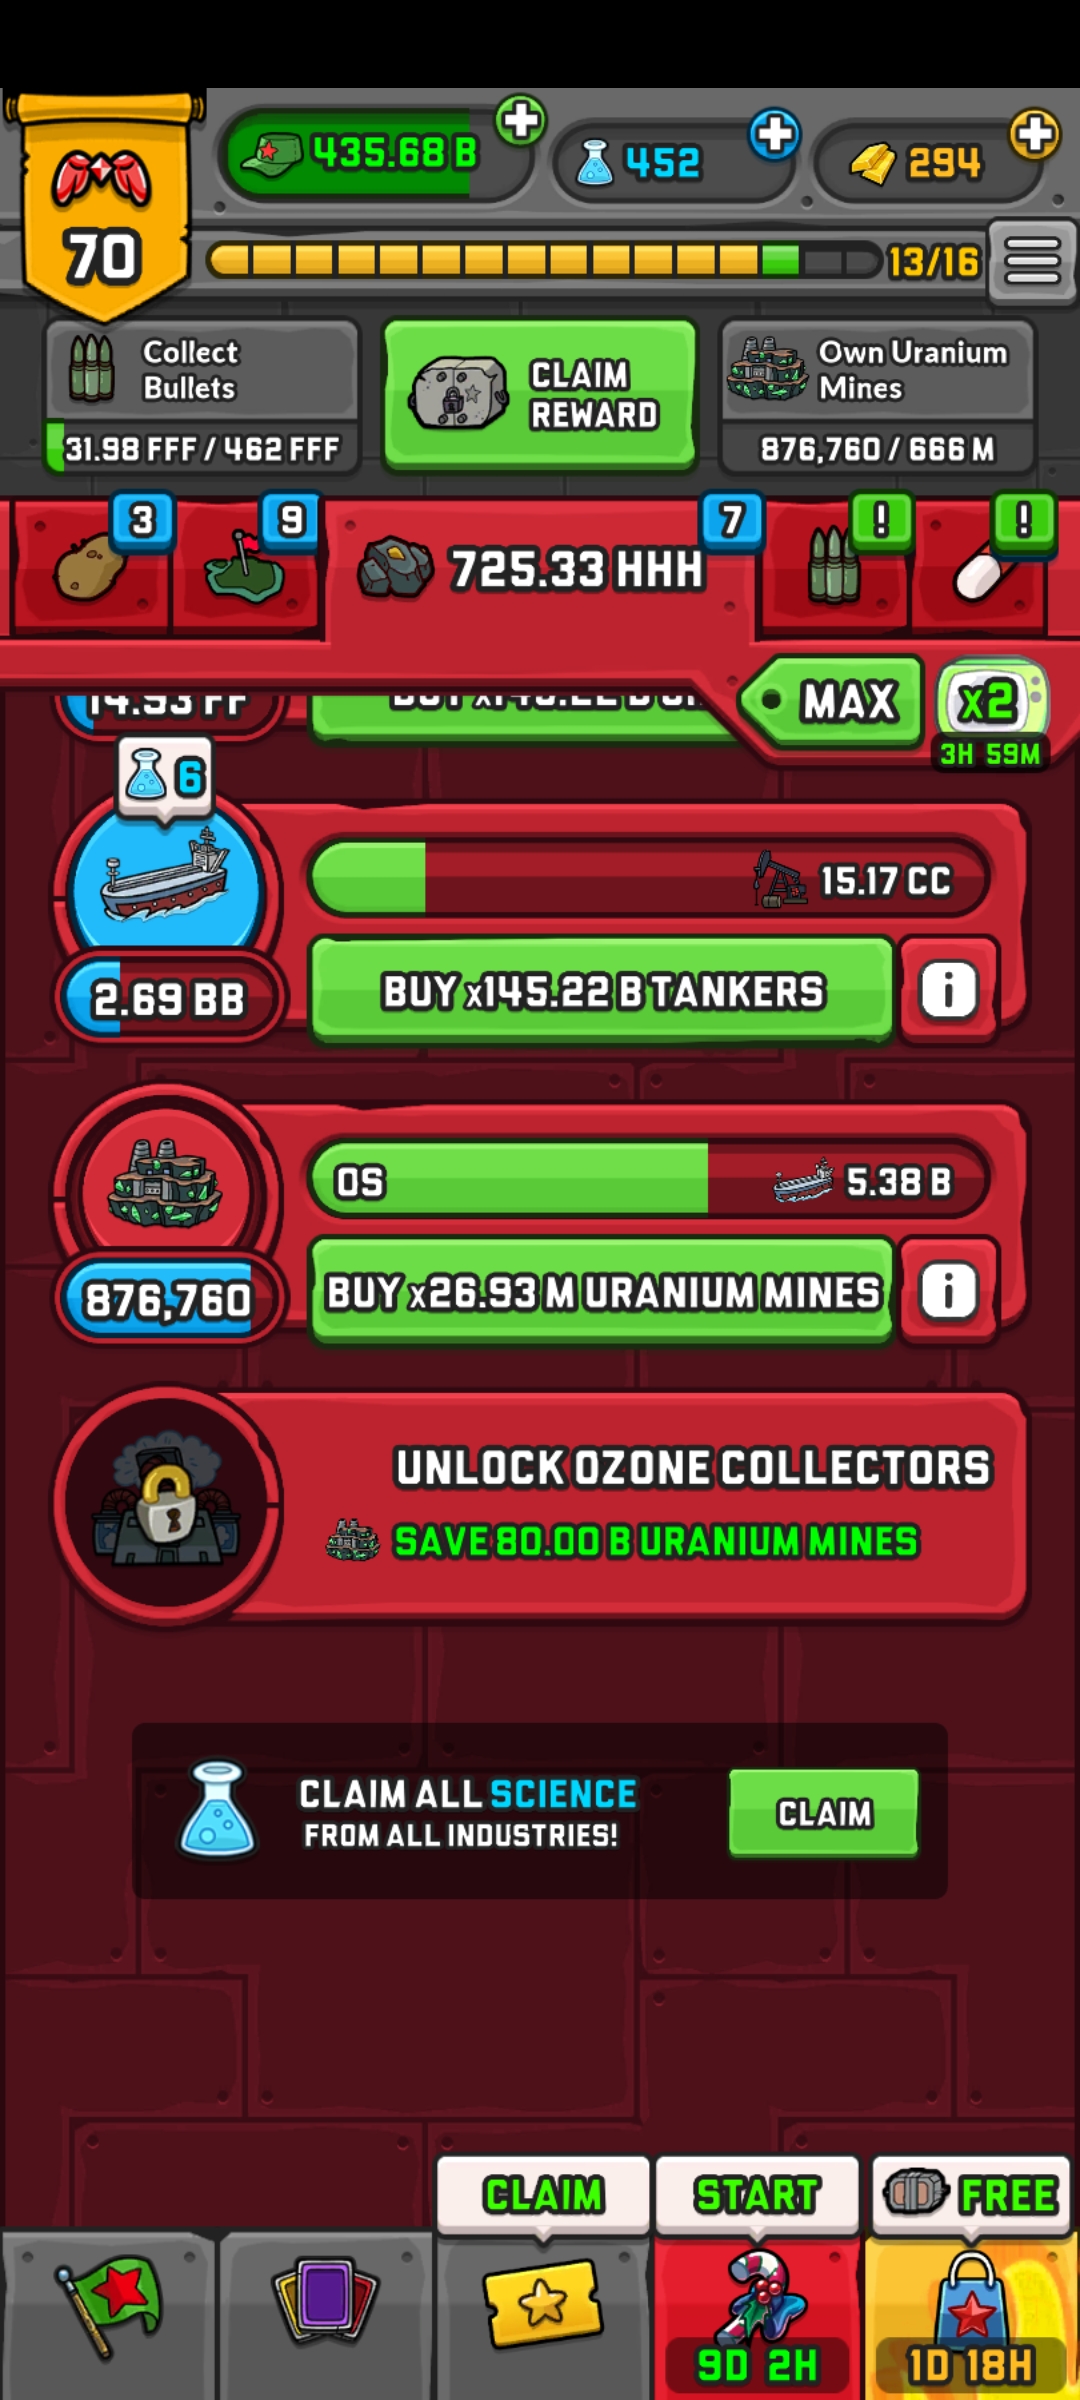 435.68 B
452
294
70
13/16
Collect
Bullets
31.98 FFF / 462 FFF
CLAIM
REWARD
Own Uranium
Mines
876,760 / 666 M
3
9
725.33 HHH
7
!
!
MAX
x2
3H 59M
14.93 FF
6
15.17 CC
2.69 BB
BUY x145.22 B TANKERS
i
0S
5.38 B
876,760
BUY x26.93 M URANIUM MINES
i
UNLOCK OZONE COLLECTORS
SAVE 80.00 B URANIUM MINES
CLAIM ALL SCIENCE
FROM ALL INDUSTRIES!
CLAIM
CLAIM
START
FREE
9D 2H
1D 18H